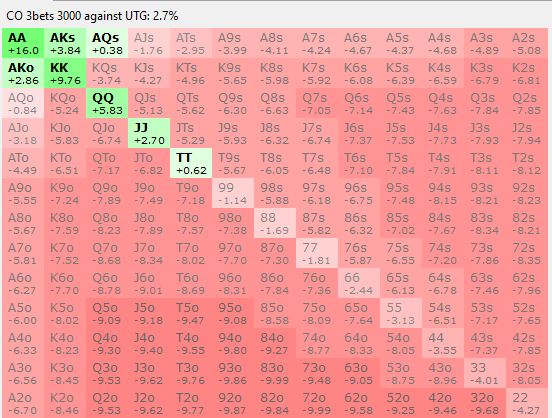 CO 3bets 3000 against UTG: 2.7%
AA AKs AQs AJs ATs A9s A8s A7s A6s A5s A4s A3s A2s
+16.0 +3.84 +0.38 -1.76 -2.95 -3.99 -4.11 -4.24 -4.67 -4.37 -4.68 -4.89 -5.08
AKo KK KQs KJs KTs K9s K8s K7s K6s K5s K4s K3s K2s
+2.86 +9.76 -3.74 -4.27 -4.96 -5.65 -5.98 -5.92 -6.08 -6.39 -6.59 -6.79 -6.81
AQo KQo QQ QJs QTs Q9s Q8s Q7s Q6s Q5s Q4s Q3s Q2s
-0.84 -5.24 +5.83 -5.13 -5.62 -6.30 -6.63 -7.05 -7.14 -7.43 -7.63 -7.84 -7.85
AJo KJo QJo JJ JTs J9s J8s J7s J6s J5s J4s J3s J2s
-3.18 -5.83 -6.74 +2.70 -5.29 -5.93 -6.32 -6.74 -7.37 -7.53 -7.73 -7.93 -7.94
ATo KTo QTo JTo TT T9s T8s T7s T6s T5s T4s T3s T2s
-4.49 -6.51 -7.17 -6.82 +0.62 -5.67 -6.05 -6.48 -7.10 -7.84 -7.91 -8.11 -8.12
A9o K9o Q9o J9o T9o 99 98s 97s 96s 95s 94s 93s 92s
-5.55 -7.24 -7.89 -7.49 -7.18 -1.14 -5.88 -6.18 -6.75 -7.48 -8.15 -8.21 -8.23
A8o K8o Q8o J8o T8o 98o 88 87s 86s 85s 84s 83s 82s
-5.67 -7.59 -8.23 -7.89 -7.57 -7.38 -1.69 -5.82 -6.32 -7.02 -7.67 -8.34 -8.21
A7o K7o Q7o J7o T7o 97o 87o 77 76s 75s 74s 73s 72s
-5.81 -7.52 -8.68 -8.34 -8.02 -7.70 -7.30 -1.81 -5.87 -6.55 -7.20 -7.86 -8.35
A6o K6o Q6o J6o T6o 96o 86o 76o 66 65s 64s 63s 62s
-6.27 -7.70 -8.78 -9.01 -8.69 -8.31 -7.84 -7.36 -2.44 -6.13 -6.78 -7.46 -7.96
A5o K5o Q5o J5o T5o 95o 85o 75o 65o 55 54s 53s 52s
-6.00 -8.02 -9.09 -9.18 -9.47 -9.08 -8.58 -8.09 -7.64 -3.13 -6.51 -7.17 -7.65
A4o K4o Q4o J4o T4o 94o 84o 74o 64o 54o 44 43s 42s
-6.33 -8.23 -9.30 -9.40 -9.55 -9.80 -9.27 -8.77 -8.33 -8.05 -3.55 -7.37 -7.85
A3o K3o Q3o J3o T3o 93o 83o 73o 63o 53o 43o 33 32s
-6.56 -8.45 -9.53 -9.62 -9.76 -9.86 -9.99 -9.48 -9.05 -8.75 -8.96 -4.01 -8.05
A2o K2o Q2o J2o T2o 92o 82o 72o 62o 52o 42o 32o 22
-6.70 -8.46 -9.53 -9.62 -9.77 -9.87 -9.84 -9.99 -9.58 -9.25 -9.46 -9.68 -4.27